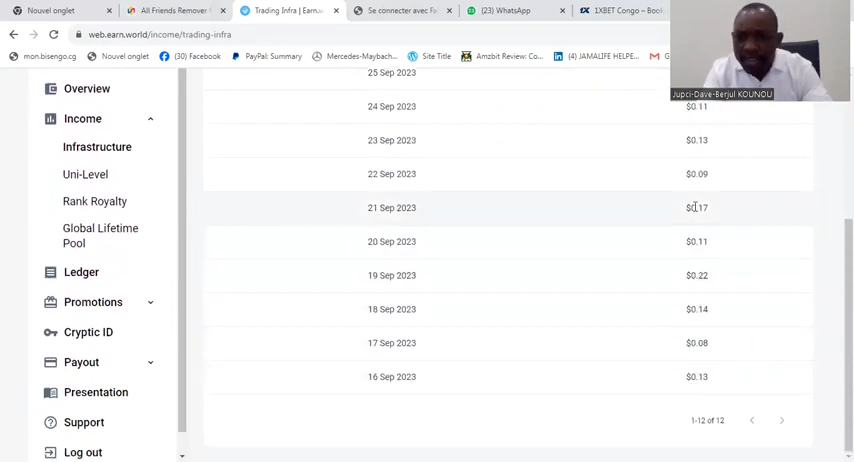 Nouvel onglet
All Friends Remover
Trading Infra | Earn.
Se connecter avec Fa
(23) WhatsApp
1XBET Congo – Book
web.earn.world/income/trading-infra
mon.bisengo.cg
Nouvel onglet
(30) Facebook
PayPal: Summary
Mercedes-Maybach...
Amzbit Review: Co...
(4) JAMALIFE HELPE...
G
Jupci-Dave-Berjul KOUNOU
Overview
Income
Infrastructure
Uni-Level
Rank Royalty
Global Lifetime
Pool
Ledger
Promotions
Cryptic ID
Payout
Presentation
Support
Log out
25 Sep 2023
24 Sep 2023 $0.11
23 Sep 2023 $0.13
22 Sep 2023 $0.09
21 Sep 2023 $0.17
20 Sep 2023 $0.11
19 Sep 2023 $0.22
18 Sep 2023 $0.14
17 Sep 2023 $0.08
16 Sep 2023 $0.13
1-12 of 12